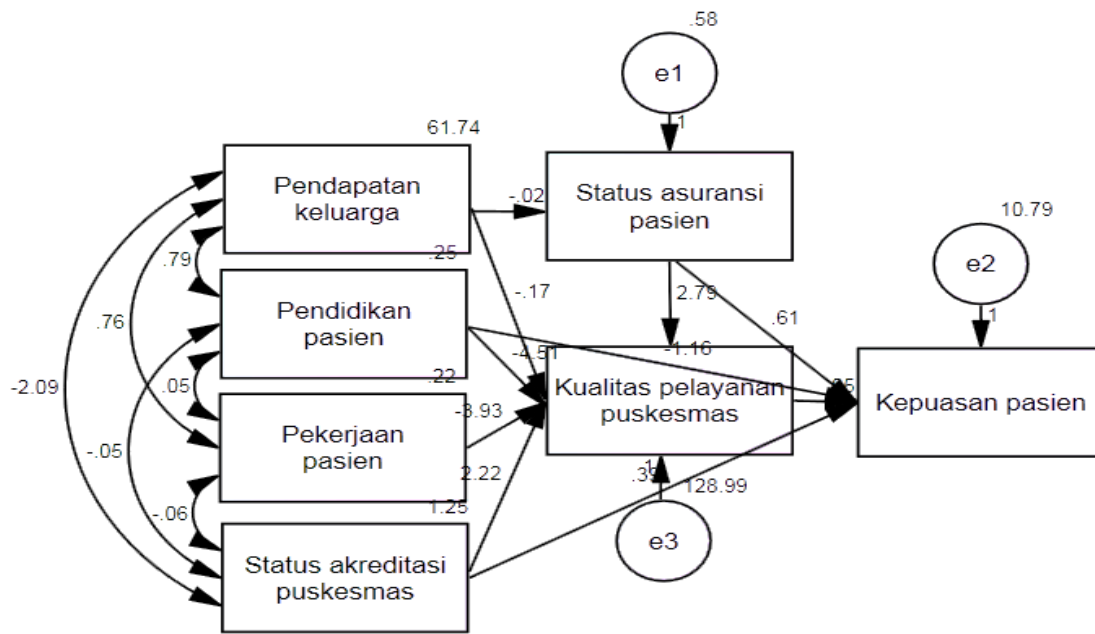 .58
e1
1
61.74
Pendapatan
keluarga
-.02
Status asuransi
pasien
10.79
e2
1
.79
.25
-.17
2.79
.61
Pendidikan
pasien
.76
-4.51
-1.16
-2.09
.05
.22
Kualitas pelayanan
puskesmas
Kepuasan pasien
-3.93
Pekerjaan
pasien
-.05
2.22
1
128.99
1.25
-.06
e3
Status akreditasi
puskesmas